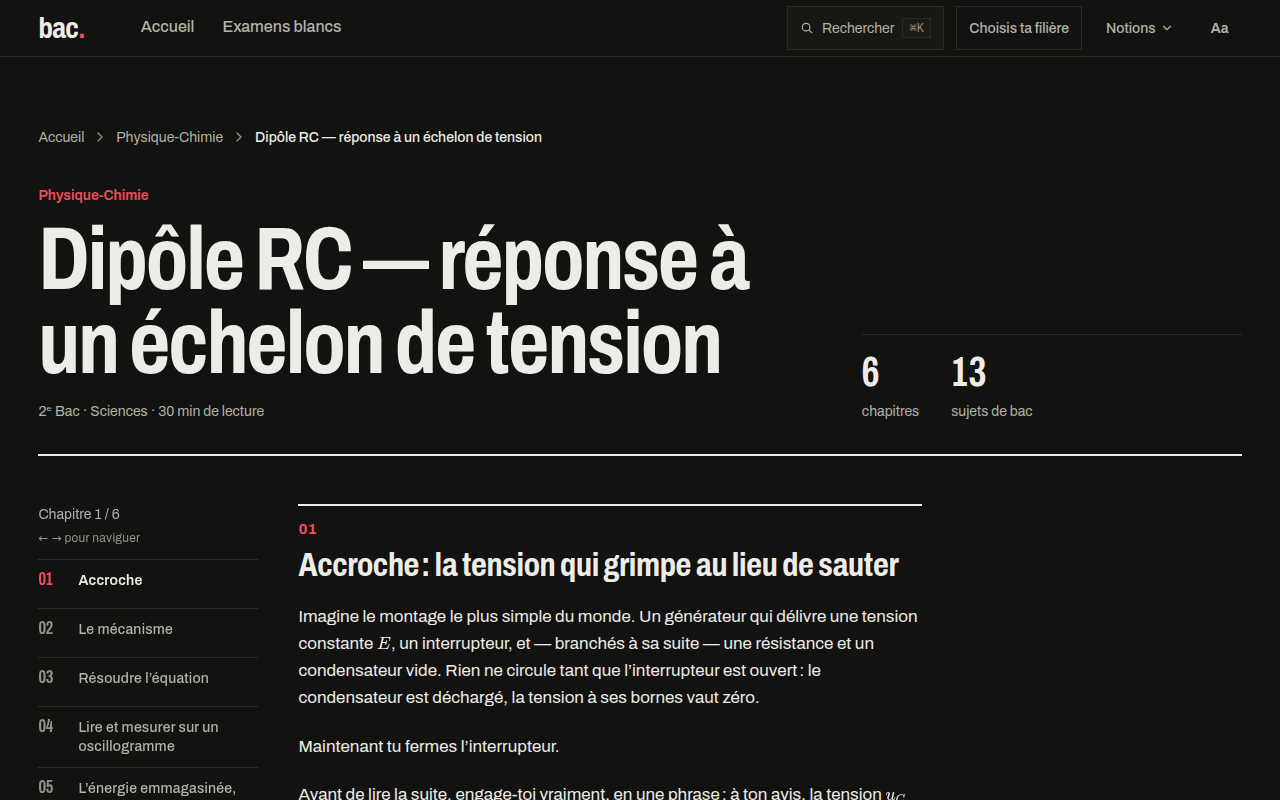 bac.
Accueil
Examens blancs
Rechercher ⌘K
Choisis ta filière
Notions
Aa
Accueil > Physique-Chimie > Dipôle RC — réponse à un échelon de tension
Physique-Chimie
Dipôle RC — réponse à
un échelon de tension
2ᵉ Bac · Sciences · 30 min de lecture
6
chapitres
13
sujets de bac
Chapitre 1 / 6
← → pour naviguer
01 Accroche
02 Le mécanisme
03 Résoudre l’équation
04 Lire et mesurer sur un
oscillogramme
05 L’énergie emmagasinée,
01
Accroche : la tension qui grimpe au lieu de sauter
Imagine le montage le plus simple du monde. Un générateur qui délivre une tension
constante E, un interrupteur, et — branchés à sa suite — une résistance et un
condensateur vide. Rien ne circule tant que l’interrupteur est ouvert : le
condensateur est déchargé, la tension à ses bornes vaut zéro.
Maintenant tu fermes l’interrupteur.
Avant de lire la suite, engage-toi vraiment, en une phrase : à ton avis, la tension u_C